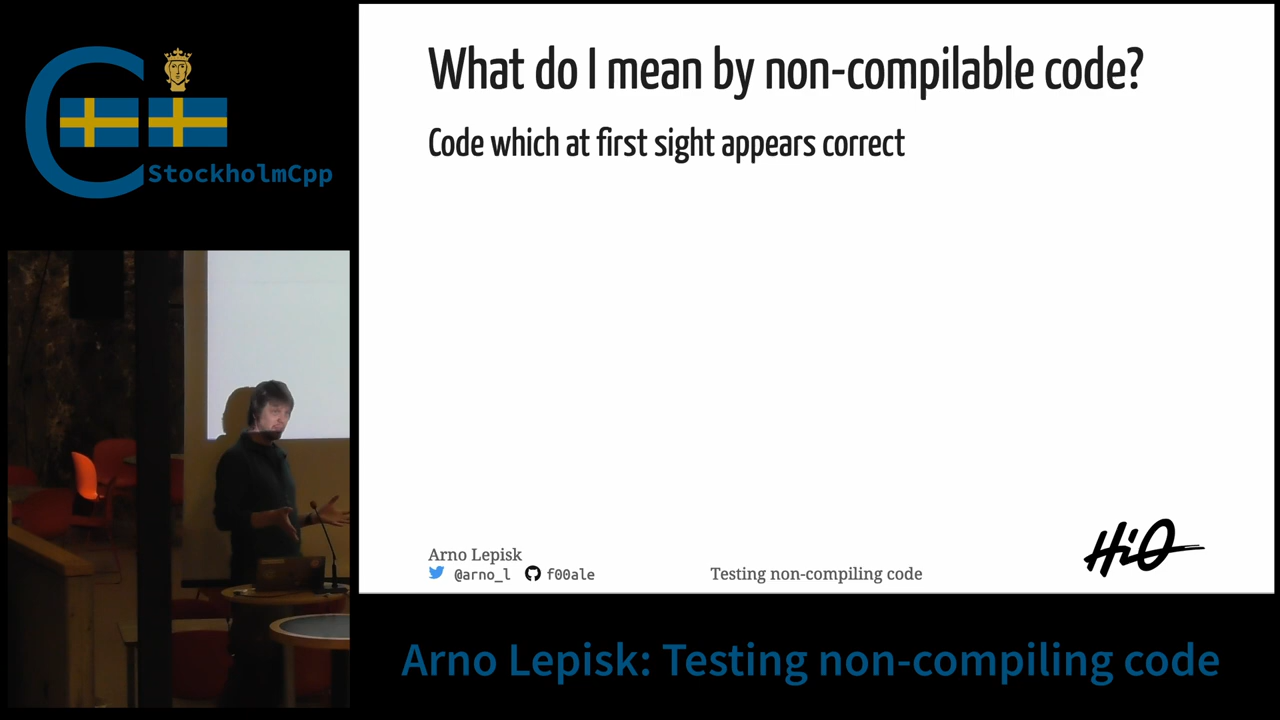 StockholmCpp
What do I mean by non-compilable code?
Code which at first sight appears correct
Arno Lepisk
@arno_l f00ale
Testing non-compiling code
HiQ
Arno Lepisk: Testing non-compiling code